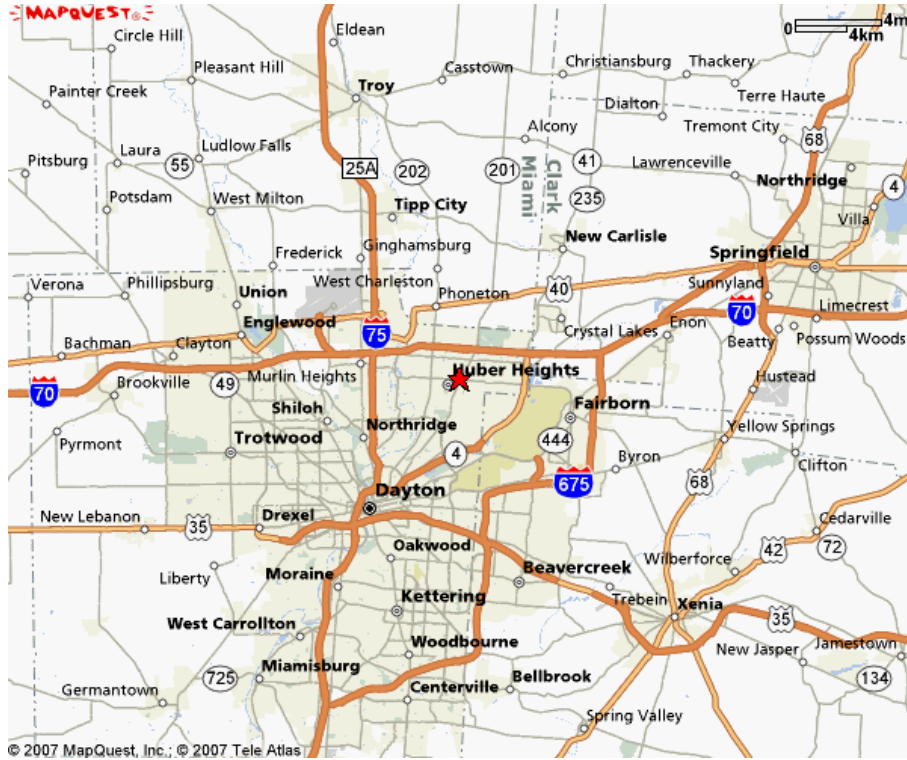 MAPQUEST®
0 4m
4km
Circle Hill
Eldean
Pleasant Hill
Casstown
Christiansburg
Thackery
Painter Creek
Troy
Dialton
Terre Haute
Alcony
Tremont City
68
Laura
Ludlow Falls
Pitsburg
55
25A
202
201
41
Lawrenceville
Miami
Clark
Northridge
4
235
Potsdam
West Milton
Tipp City
Villa
New Carlisle
Frederick
Ginghamsburg
Springfield
West Charleston
Sunnyland
40
Verona
Phillipsburg
Union
Phoneton
70
Limecrest
Englewood
75
Crystal Lakes
Enon
Possum Woods
Bachman
Clayton
Beatty
Murlin Heights
Huber Heights
70
Brookville
49
Hustead
Shiloh
Fairborn
Northridge
Pyrmont
Trotwood
4
444
Yellow Springs
Byron
Clifton
675
68
Dayton
New Lebanon
35
Drexel
Cedarville
Oakwood
Wilberforce
42
72
Liberty
Moraine
Beavercreek
Kettering
Trebein
Xenia
35
West Carrollton
Woodbourne
New Jasper
Jamestown
725
Miamisburg
Bellbrook
134
Germantown
Centerville
Spring Valley
© 2007 MapQuest, Inc.; © 2007 Tele Atlas